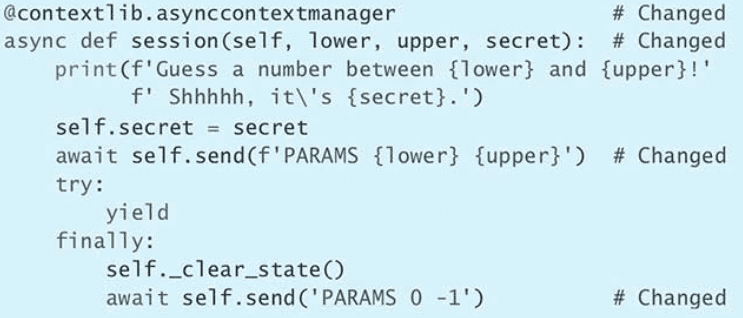 @contextlib.asynccontextmanager                # Changed
async def session(self, lower, upper, secret):  # Changed
    print(f'Guess a number between {lower} and {upper}!'
          f' Shhhhh, it\'s {secret}.')
    self.secret = secret
    await self.send(f'PARAMS {lower} {upper}')  # Changed
    try:
        yield
    finally:
        self._clear_state()
        await self.send('PARAMS 0 -1')          # Changed